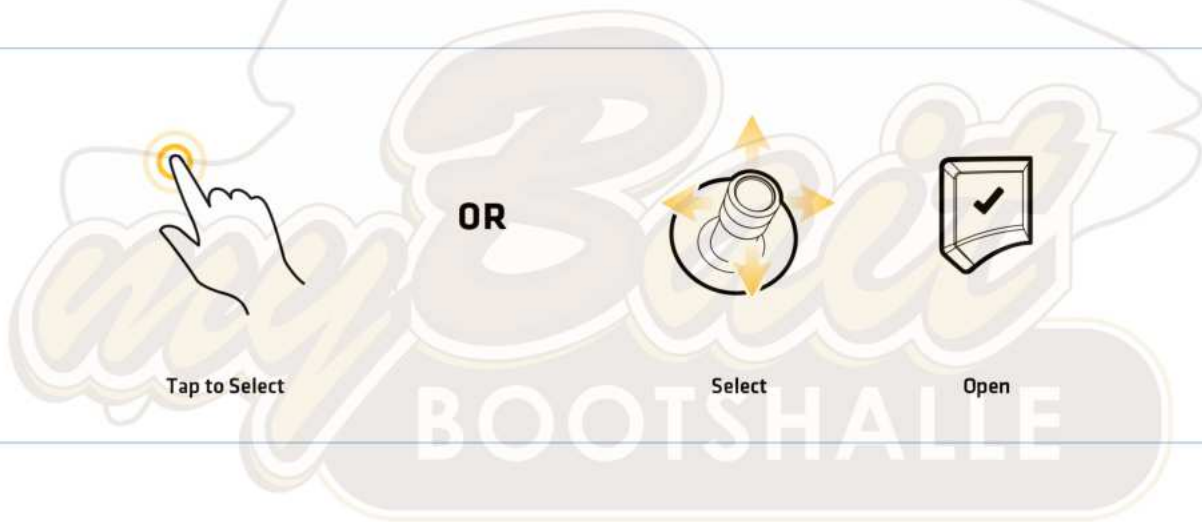 OR
Tap to Select
Select
Open
myBait
BOOTSHALLE